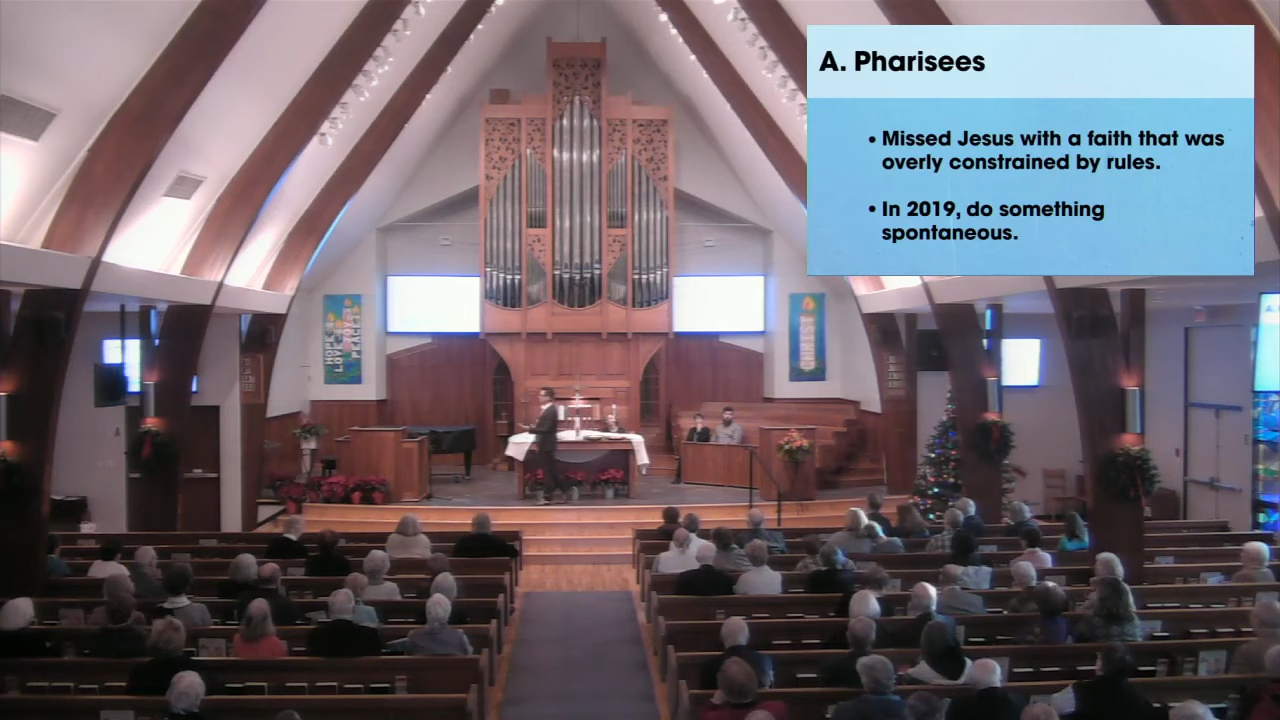 A. Pharisees
• Missed Jesus with a faith that was
overly constrained by rules.
• In 2019, do something
spontaneous.
HOPE
LOVE
JOY
PEACE
CHRIST